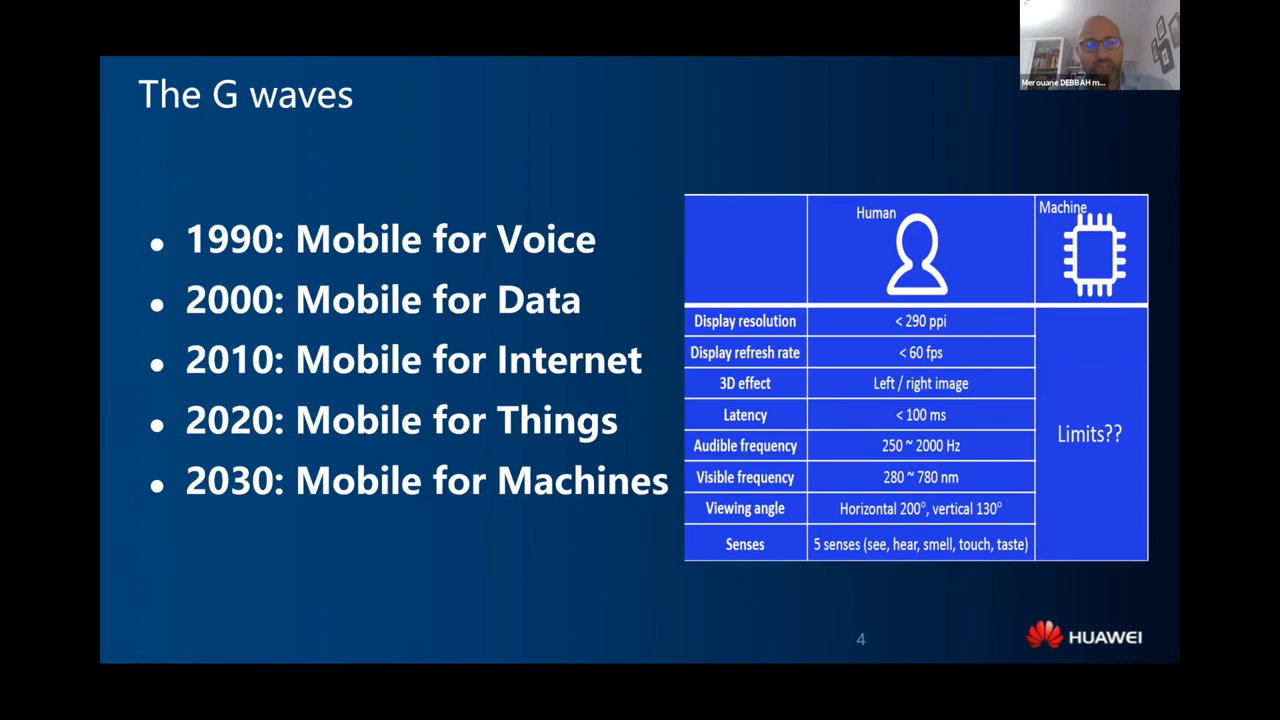 Merouane DEBBAH m...
The G waves
• 1990: Mobile for Voice
• 2000: Mobile for Data
• 2010: Mobile for Internet
• 2020: Mobile for Things
• 2030: Mobile for Machines
Human Machine
Display resolution < 290 ppi
Display refresh rate < 60 fps
3D effect Left / right image
Latency < 100 ms
Limits??
Audible frequency 250 ~ 2000 Hz
Visible frequency 280 ~ 780 nm
Viewing angle Horizontal 200°, vertical 130°
Senses 5 senses (see, hear, smell, touch, taste)
4
HUAWEI